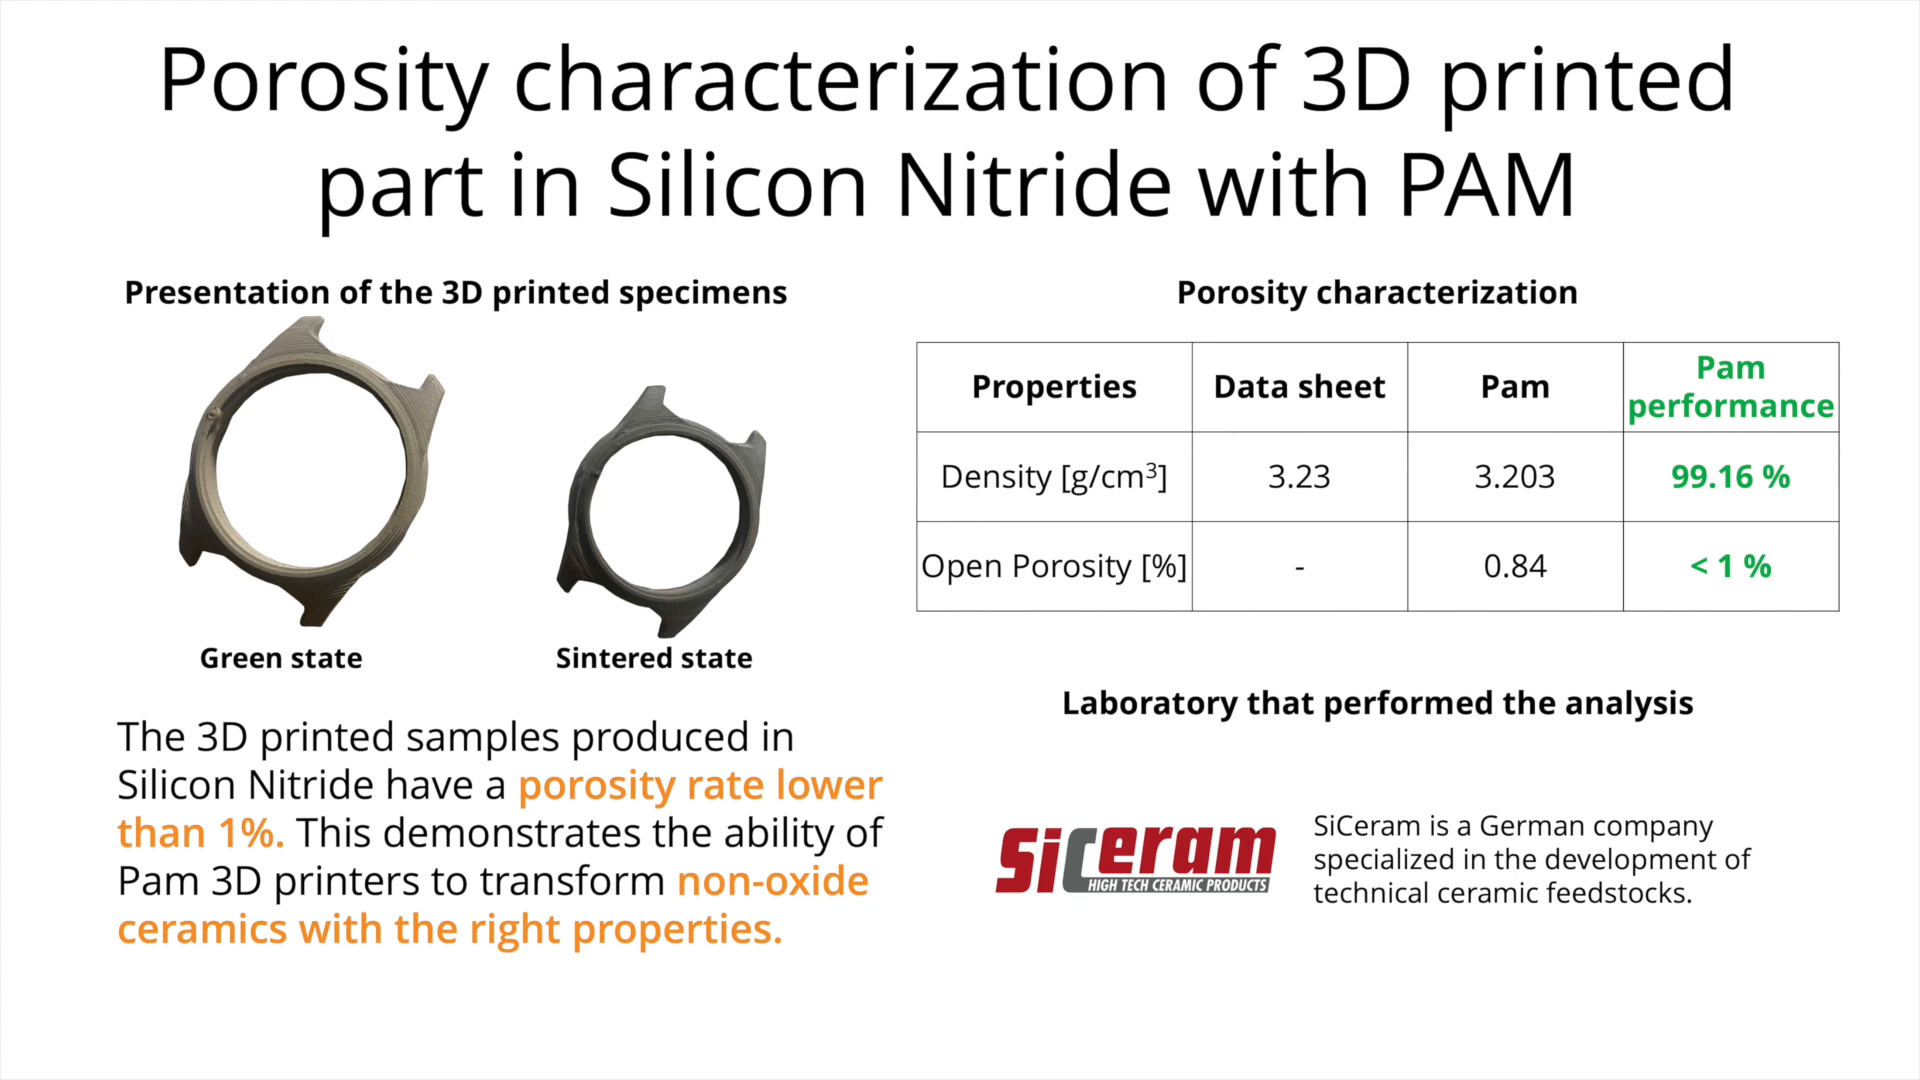 Porosity characterization of 3D printed
part in Silicon Nitride with PAM
Presentation of the 3D printed specimens
Green state
Sintered state
The 3D printed samples produced in
Silicon Nitride have a porosity rate lower
than 1%. This demonstrates the ability of
Pam 3D printers to transform non-oxide
ceramics with the right properties.
Porosity characterization
Properties Data sheet Pam Pam performance
Density [g/cm³] 3.23 3.203 99.16 %
Open Porosity [%] - 0.84 < 1 %
Laboratory that performed the analysis
SiCeram
HIGH TECH CERAMIC PRODUCTS
SiCeram is a German company
specialized in the development of
technical ceramic feedstocks.